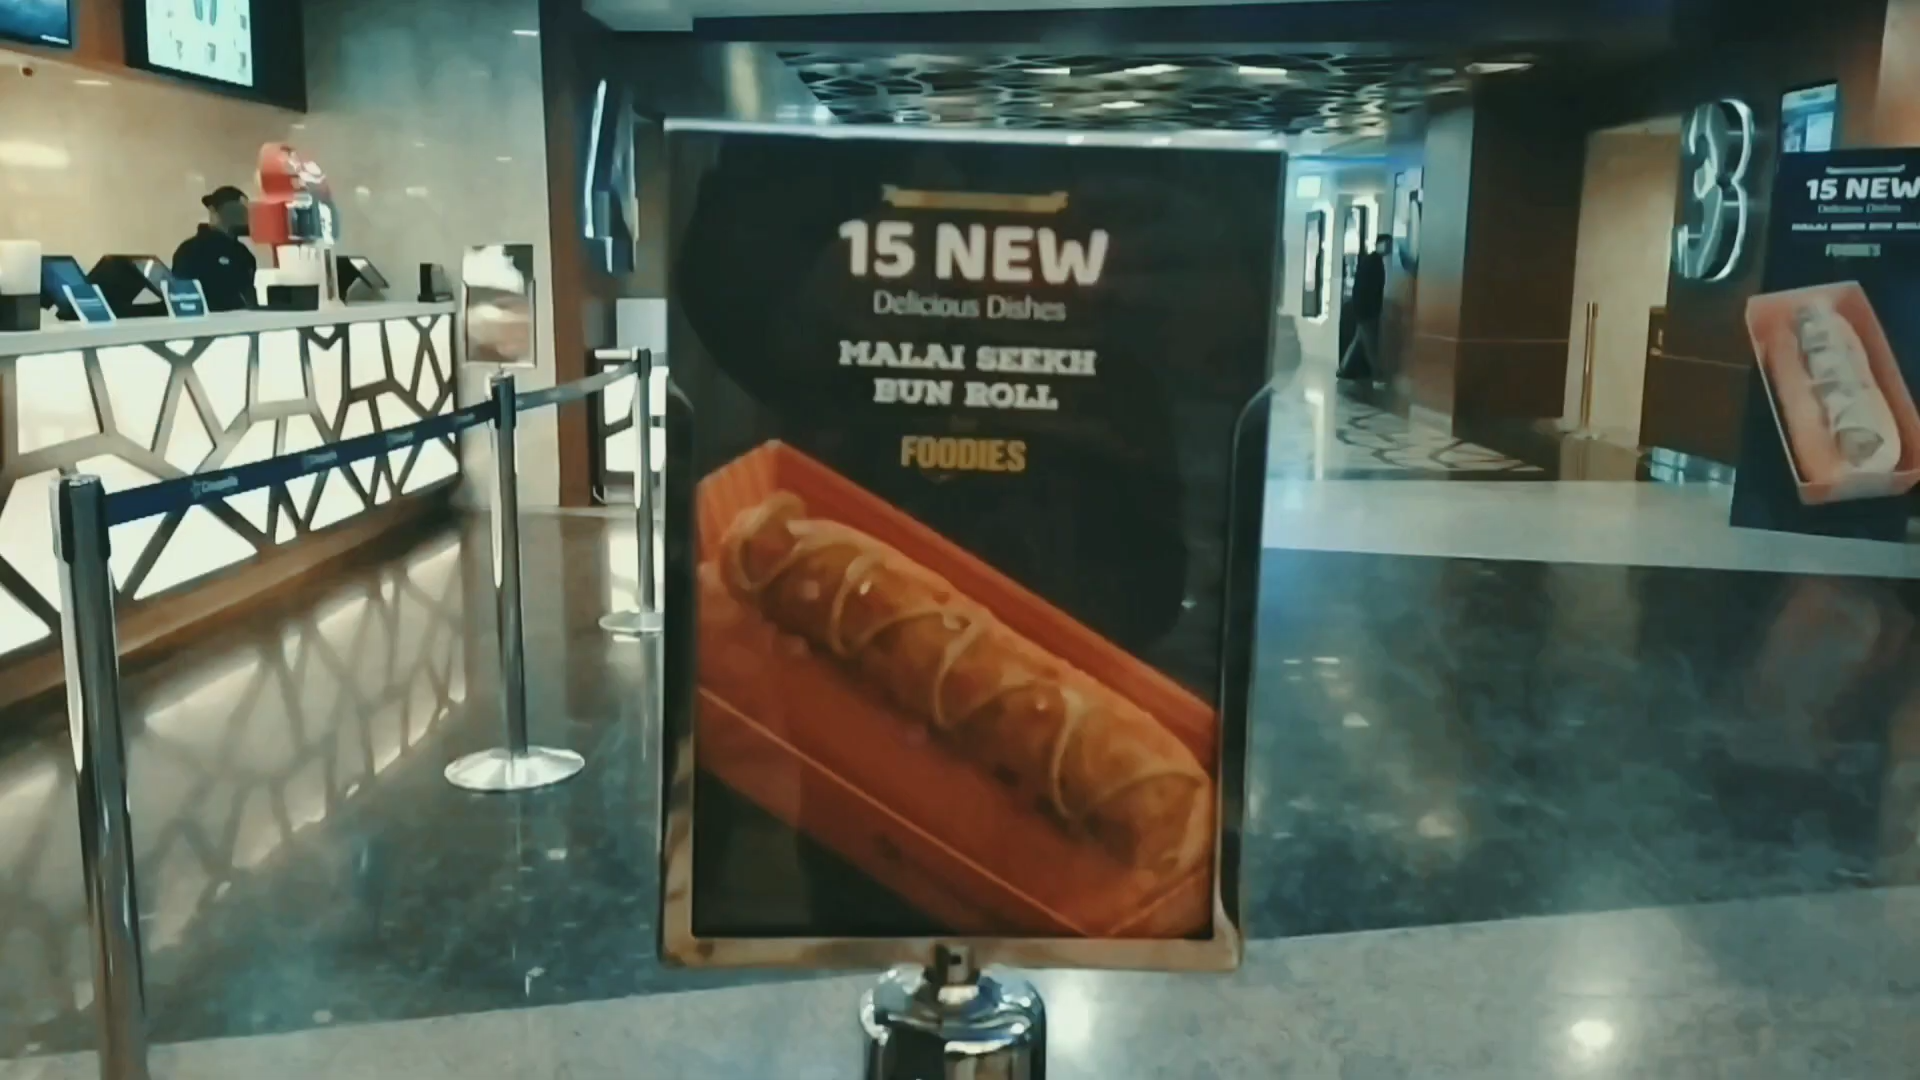 15 NEW
Delicious Dishes
MALAI SEEKH
BUN ROLL
FOODIES
Cinepolis
3
15 NEW
Delicious Dishes
MALAI SEEKH BUN ROLL
FOODIES